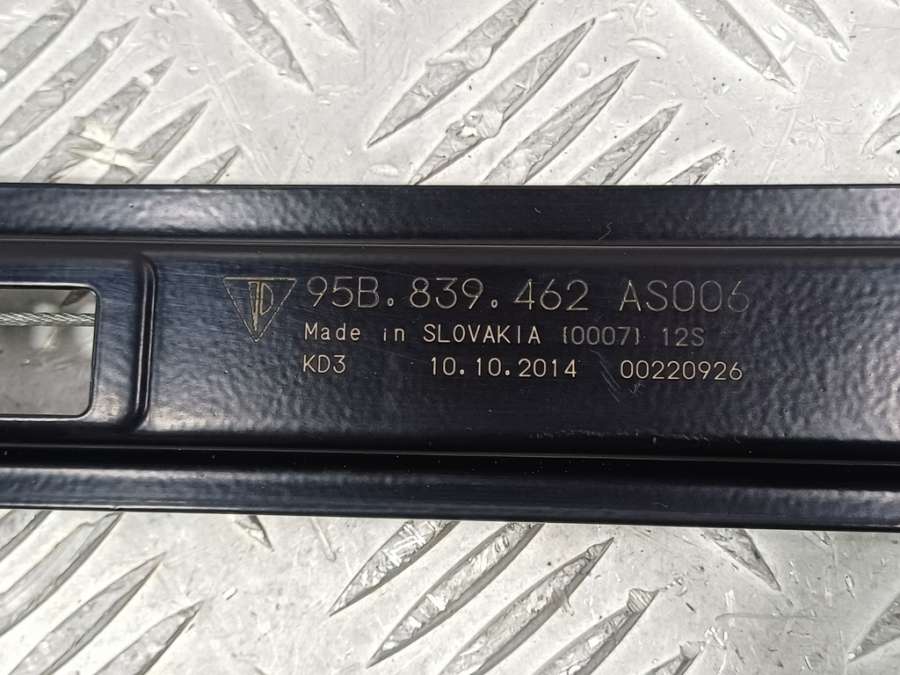 95B.839.462 AS006
Made in SLOVAKIA {0007} 12S
KD3 10.10.2014 00220926